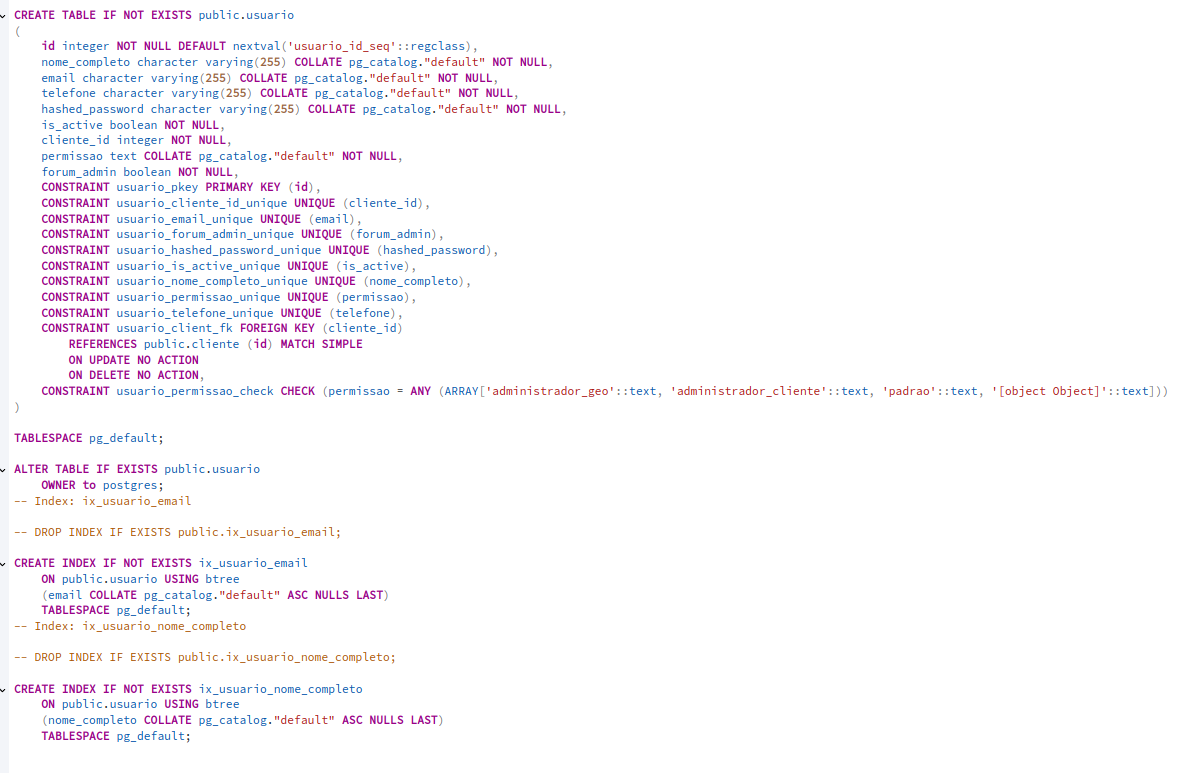 CREATE TABLE IF NOT EXISTS public.usuario
(
    id integer NOT NULL DEFAULT nextval('usuario_id_seq'::regclass),
    nome_completo character varying(255) COLLATE pg_catalog."default" NOT NULL,
    email character varying(255) COLLATE pg_catalog."default" NOT NULL,
    telefone character varying(255) COLLATE pg_catalog."default" NOT NULL,
    hashed_password character varying(255) COLLATE pg_catalog."default" NOT NULL,
    is_active boolean NOT NULL,
    cliente_id integer NOT NULL,
    permissao text COLLATE pg_catalog."default" NOT NULL,
    forum_admin boolean NOT NULL,
    CONSTRAINT usuario_pkey PRIMARY KEY (id),
    CONSTRAINT usuario_cliente_id_unique UNIQUE (cliente_id),
    CONSTRAINT usuario_email_unique UNIQUE (email),
    CONSTRAINT usuario_forum_admin_unique UNIQUE (forum_admin),
    CONSTRAINT usuario_hashed_password_unique UNIQUE (hashed_password),
    CONSTRAINT usuario_is_active_unique UNIQUE (is_active),
    CONSTRAINT usuario_nome_completo_unique UNIQUE (nome_completo),
    CONSTRAINT usuario_permissao_unique UNIQUE (permissao),
    CONSTRAINT usuario_telefone_unique UNIQUE (telefone),
    CONSTRAINT usuario_client_fk FOREIGN KEY (cliente_id)
        REFERENCES public.cliente (id) MATCH SIMPLE
        ON UPDATE NO ACTION
        ON DELETE NO ACTION,
    CONSTRAINT usuario_permissao_check CHECK (permissao = ANY (ARRAY['administrador_geo'::text, 'administrador_cliente'::text, 'padrao'::text, '[object Object]'::text]))
)

TABLESPACE pg_default;

ALTER TABLE IF EXISTS public.usuario
    OWNER to postgres;
-- Index: ix_usuario_email

-- DROP INDEX IF EXISTS public.ix_usuario_email;

CREATE INDEX IF NOT EXISTS ix_usuario_email
    ON public.usuario USING btree
    (email COLLATE pg_catalog."default" ASC NULLS LAST)
    TABLESPACE pg_default;
-- Index: ix_usuario_nome_completo

-- DROP INDEX IF EXISTS public.ix_usuario_nome_completo;

CREATE INDEX IF NOT EXISTS ix_usuario_nome_completo
    ON public.usuario USING btree
    (nome_completo COLLATE pg_catalog."default" ASC NULLS LAST)
    TABLESPACE pg_default;